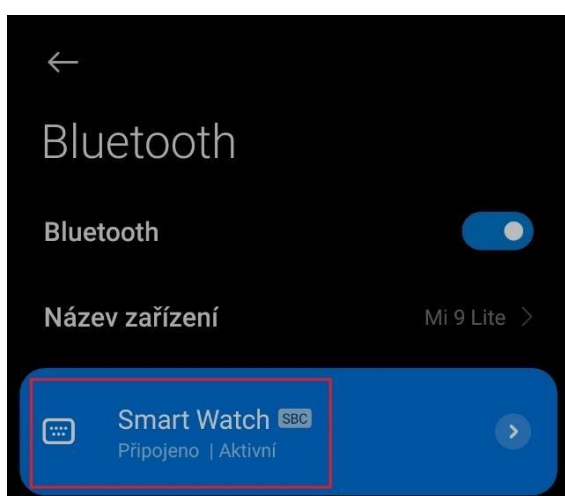 Bluetooth
Bluetooth
Název zařízení Mi 9 Lite
Smart Watch SBC
Připojeno | Aktivní